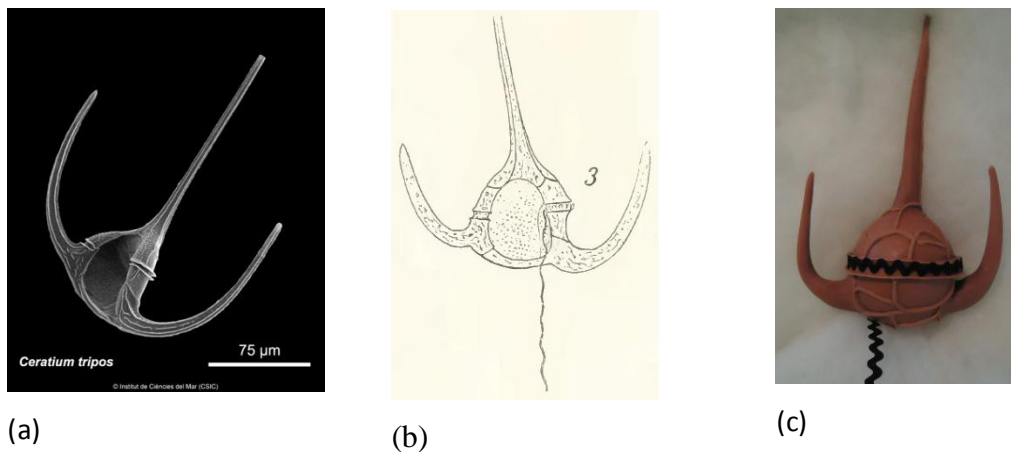 3
Ceratium tripos
75 µm
© Institut de Ciències del Mar (CSIC)
(a)
(b)
(c)